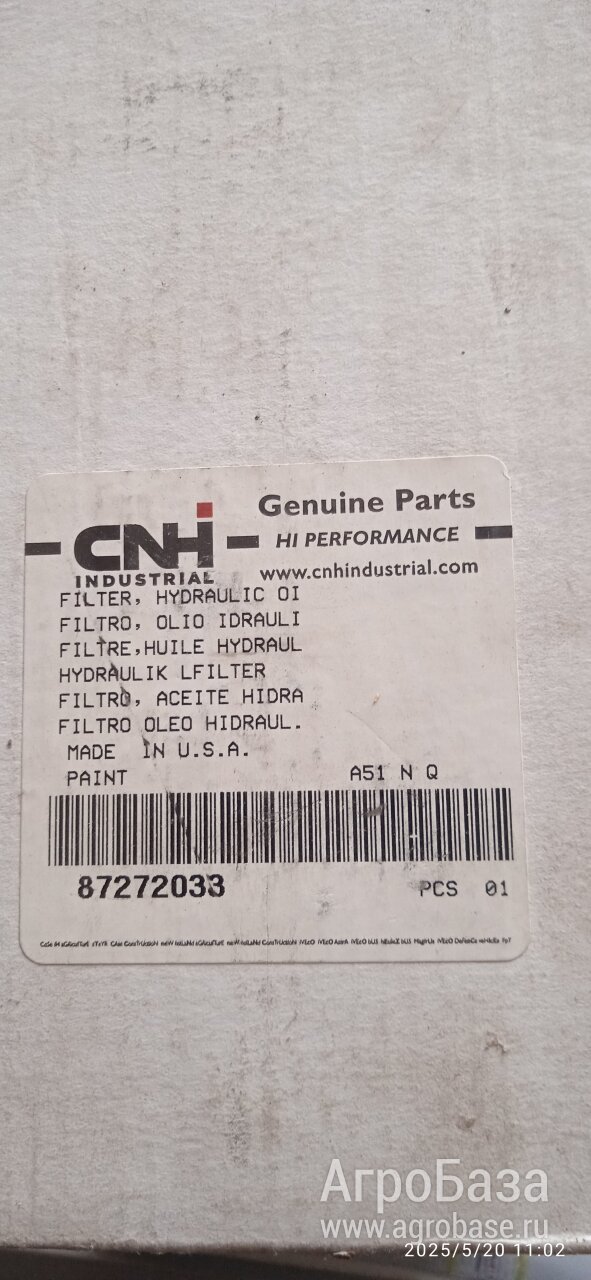 CNH
INDUSTRIAL
Genuine Parts
HI PERFORMANCE
www.cnhindustrial.com
FILTER, HYDRAULIC OI
FILTRO, OLIO IDRAULI
FILTRE,HUILE HYDRAUL
HYDRAULIK LFILTER
FILTRO, ACEITE HIDRA
FILTRO OLEO HIDRAUL.
MADE IN U.S.A.
PAINT A51 N Q
87272033 PCS 01
АгроБаза
www.agrobase.ru
2025/5/20 11:02